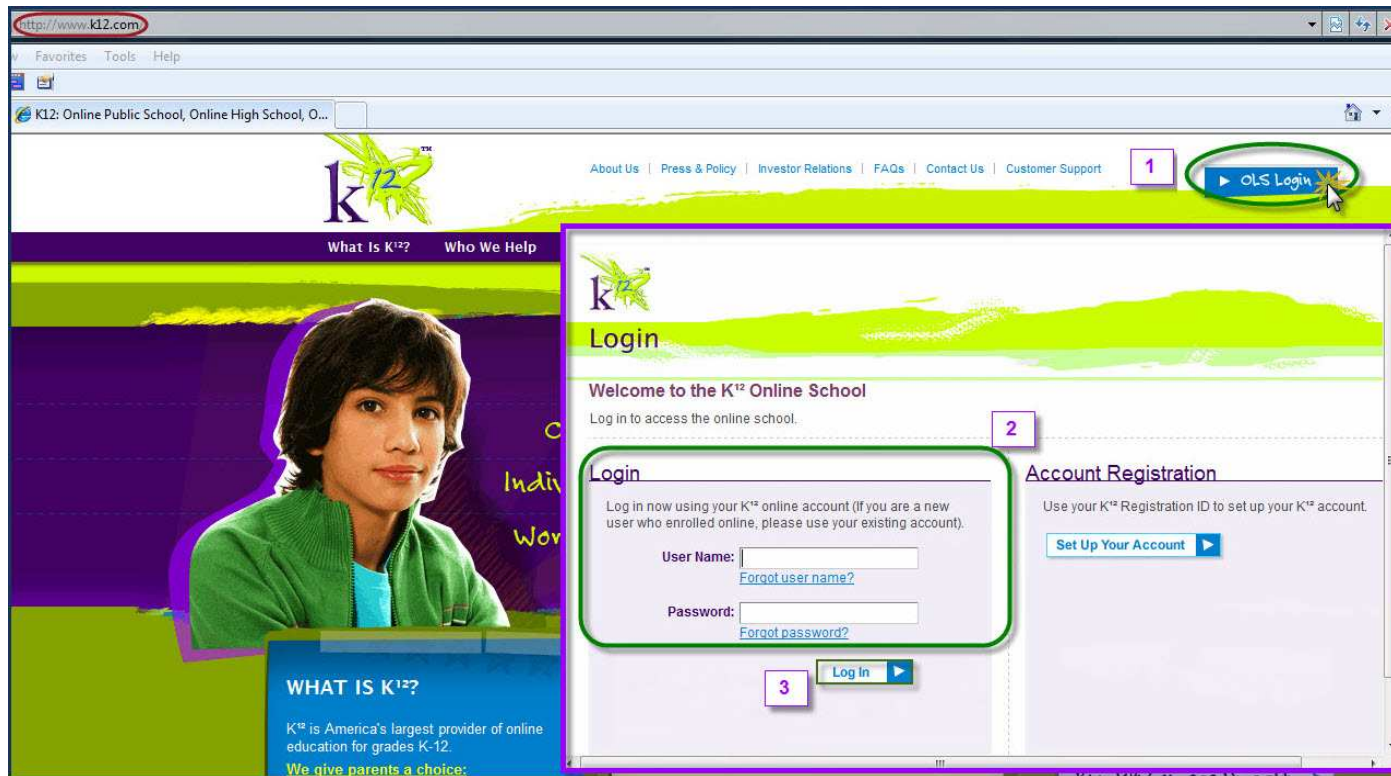 http://www.k12.com
Favorites Tools Help
K12: Online Public School, Online High School, O...
k12™
About Us | Press & Policy | Investor Relations | FAQs | Contact Us | Customer Support
1
OLS Login
What Is K¹²? Who We Help
k12™
Login
Welcome to the K¹² Online School
Log in to access the online school.
2
Login
Log in now using your K¹² online account (If you are a new
user who enrolled online, please use your existing account).
User Name:
Forgot user name?
Password:
Forgot password?
3
Log In
Account Registration
Use your K¹² Registration ID to set up your K¹² account.
Set Up Your Account
WHAT IS K¹²?
K¹² is America's largest provider of online
education for grades K-12.
We give parents a choice: